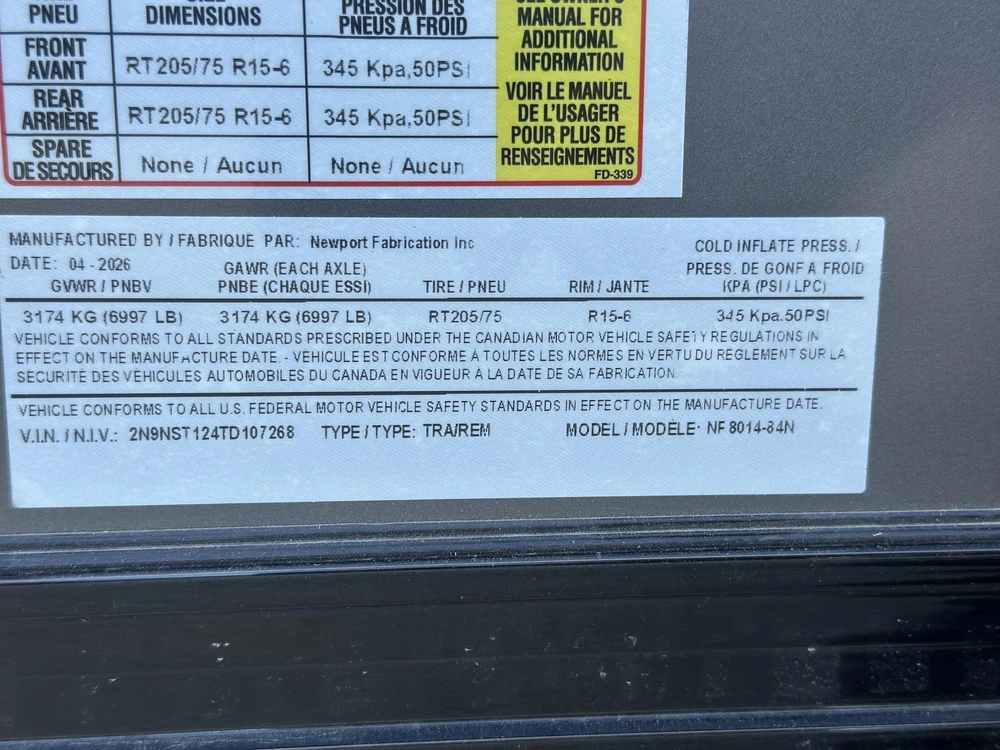 PNEU DIMENSIONS PRESSION DES PNEUS A FROID
FRONT AVANT RT205/75 R15-6 345 Kpa,50PSI
REAR ARRIÈRE RT205/75 R15-6 345 Kpa,50PSI
SPARE DE SECOURS None / Aucun None / Aucun
SEE OWNER'S
MANUAL FOR
ADDITIONAL
INFORMATION
VOIR LE MANUEL
DE L'USAGER
POUR PLUS DE
RENSEIGNEMENTS
FD-339
MANUFACTURED BY / FABRIQUE PAR: Newport Fabrication Inc
DATE: 04 - 2026
GVWR / PNBV
GAWR (EACH AXLE)
PNBE (CHAQUE ESSI)
TIRE / PNEU
RIM / JANTE
COLD INFLATE PRESS. /
PRESS. DE GONF A FROID
KPA (PSI / LPC)
3174 KG (6997 LB) 3174 KG (6997 LB) RT205/75 R15-6 345 Kpa.50PSI
VEHICLE CONFORMS TO ALL STANDARDS PRESCRIBED UNDER THE CANADIAN MOTOR VEHICLE SAFETY REGULATIONS IN
EFFECT ON THE MANUFACTURE DATE. - VÉHICULE EST CONFORME À TOUTES LES NORMES EN VERTU DU RÈGLEMENT SUR LA
SÉCURITÉ DES VÉHICULES AUTOMOBILES DU CANADA EN VIGUEUR À LA DATE DE SA FABRICATION.
VEHICLE CONFORMS TO ALL U.S. FEDERAL MOTOR VEHICLE SAFETY STANDARDS IN EFFECT ON THE MANUFACTURE DATE.
V.I.N. / N.I.V.: 2N9NST124TD107268 TYPE / TYPE: TRA/REM MODEL / MODÈLE: NF 8014-84N